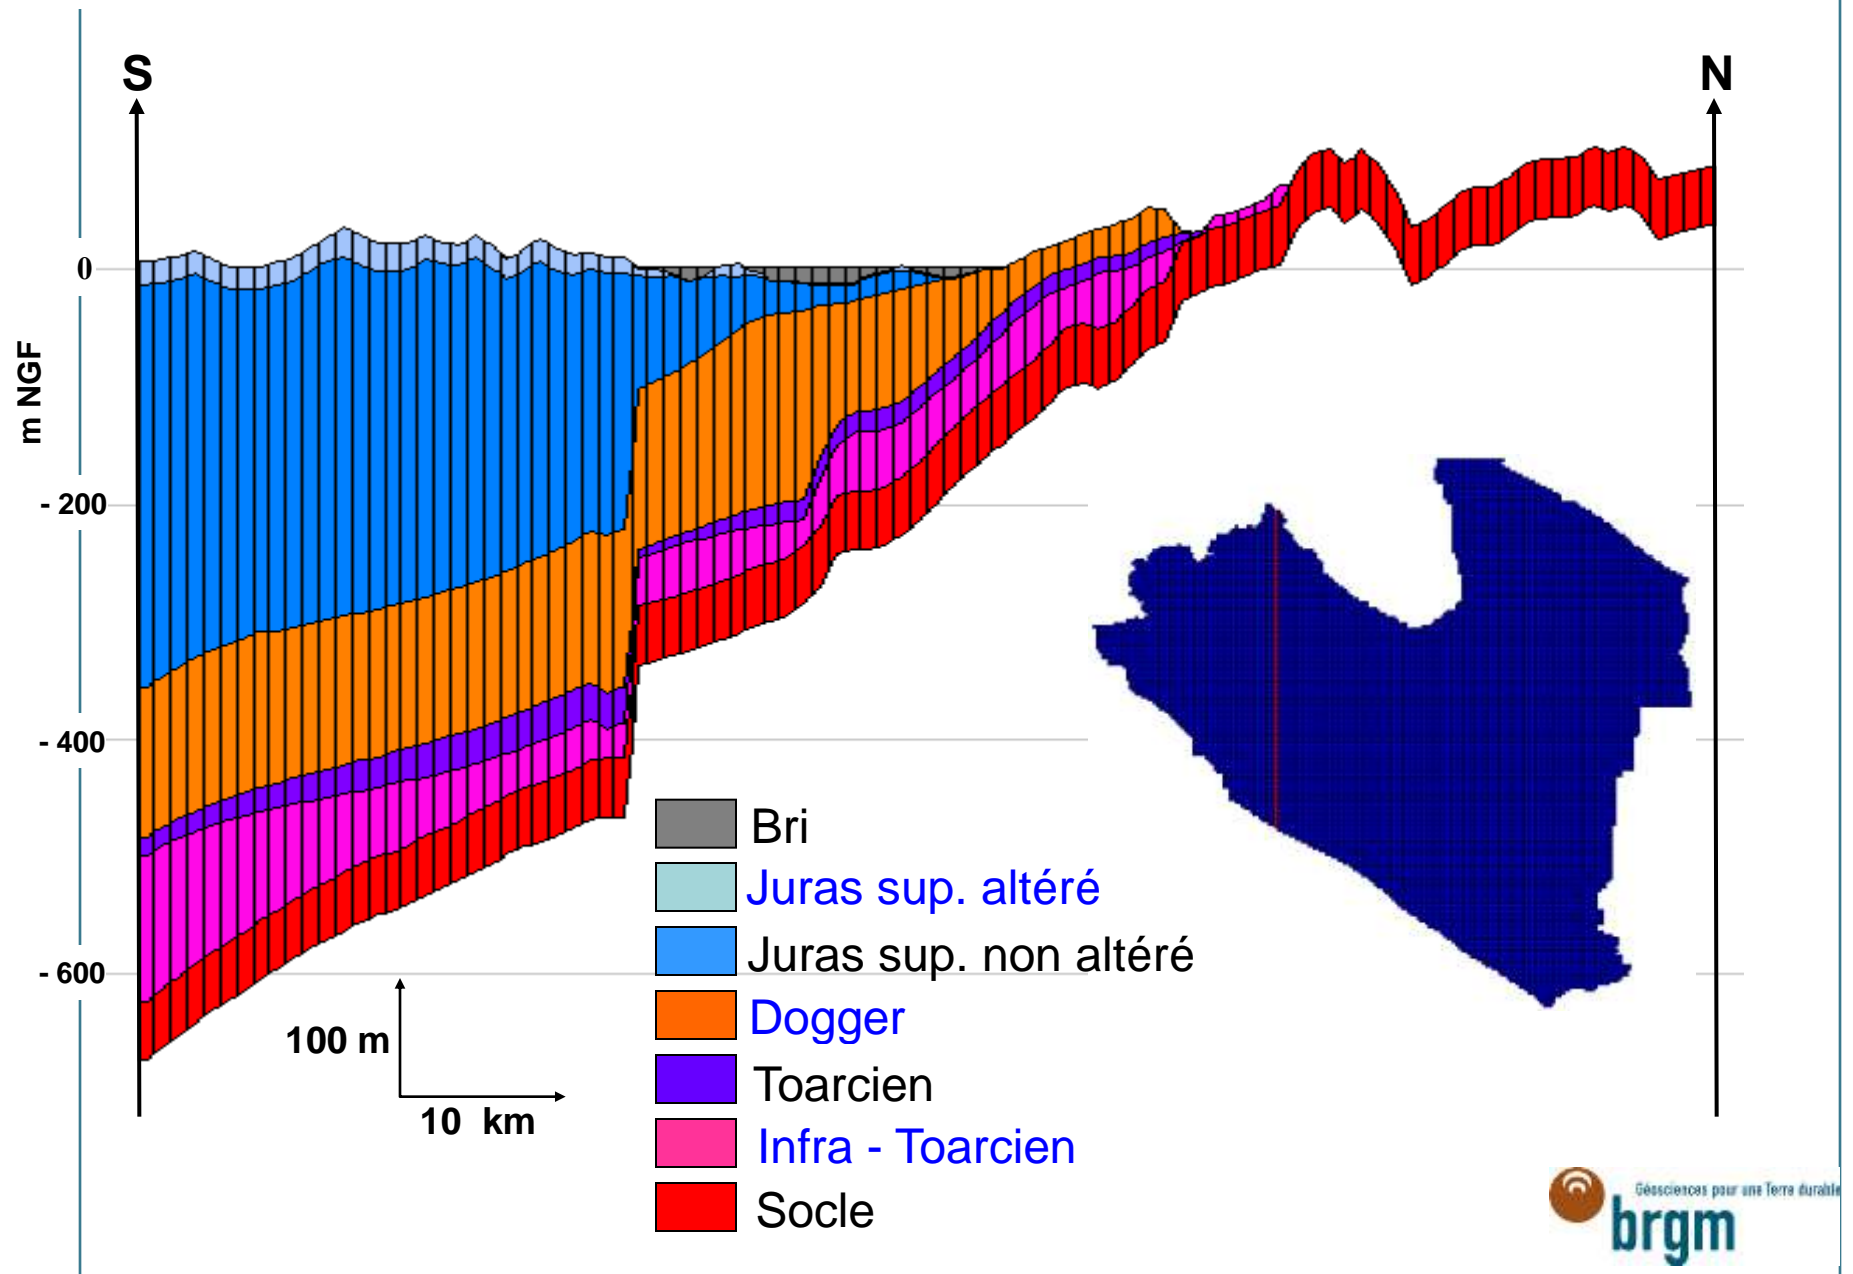 S
N
0
m NGF
- 200
- 400
- 600
100 m
10 km
Bri
Juras sup. altéré
Juras sup. non altéré
Dogger
Toarcien
Infra - Toarcien
Socle
Géosciences pour une Terre durable
brgm